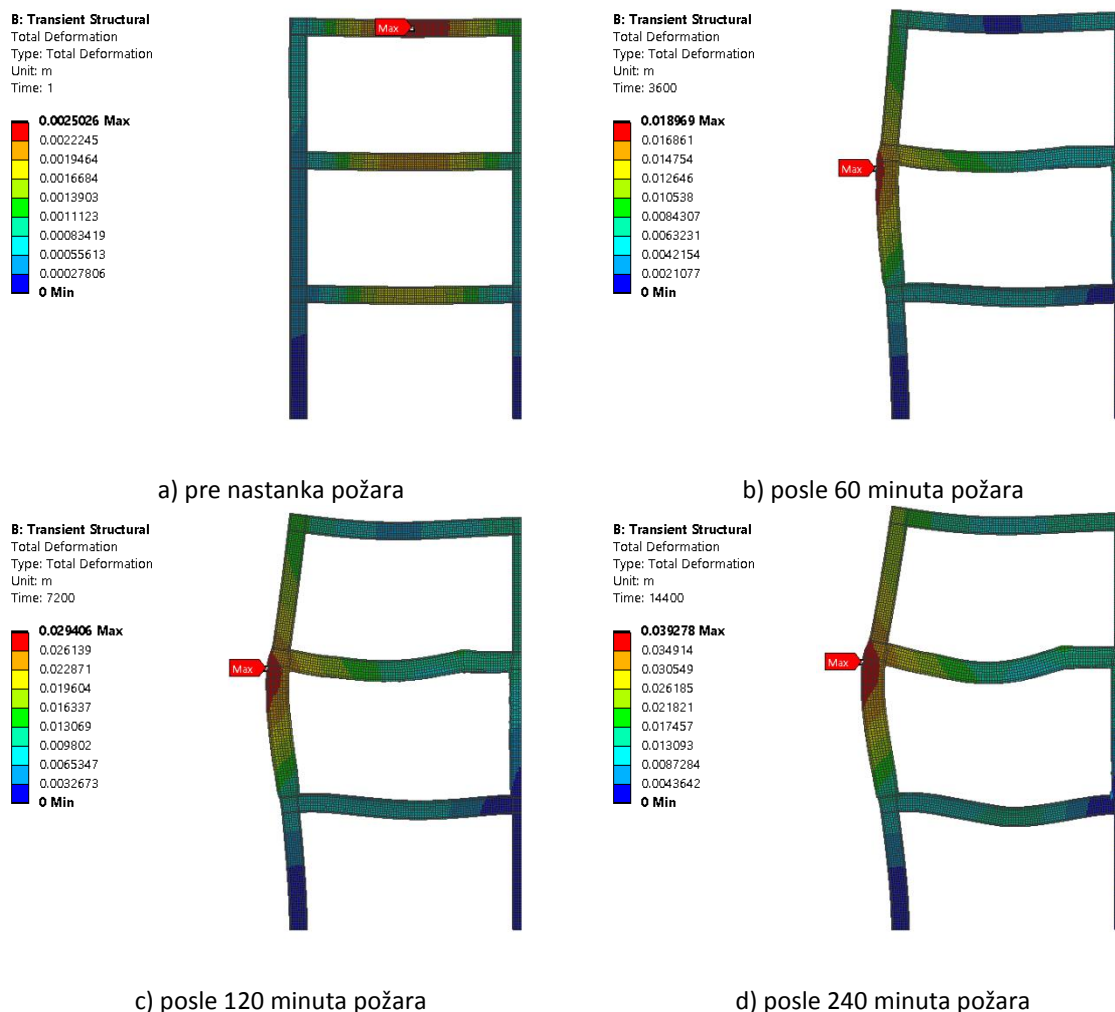 B: Transient Structural
Total Deformation
Type: Total Deformation
Unit: m
Time: 1
0.0025026 Max
0.0022245
0.0019464
0.0016684
0.0013903
0.0011123
0.00083419
0.00055613
0.00027806
0 Min
Max
a) pre nastanka požara
B: Transient Structural
Total Deformation
Type: Total Deformation
Unit: m
Time: 3600
0.018969 Max
0.016861
0.014754
0.012646
0.010538
0.0084307
0.0063231
0.0042154
0.0021077
0 Min
Max
b) posle 60 minuta požara
B: Transient Structural
Total Deformation
Type: Total Deformation
Unit: m
Time: 7200
0.029406 Max
0.026139
0.022871
0.019604
0.016337
0.013069
0.009802
0.0065347
0.0032673
0 Min
Max
c) posle 120 minuta požara
B: Transient Structural
Total Deformation
Type: Total Deformation
Unit: m
Time: 14400
0.039278 Max
0.034914
0.030549
0.026185
0.021821
0.017457
0.013093
0.0087284
0.0043642
0 Min
Max
d) posle 240 minuta požara